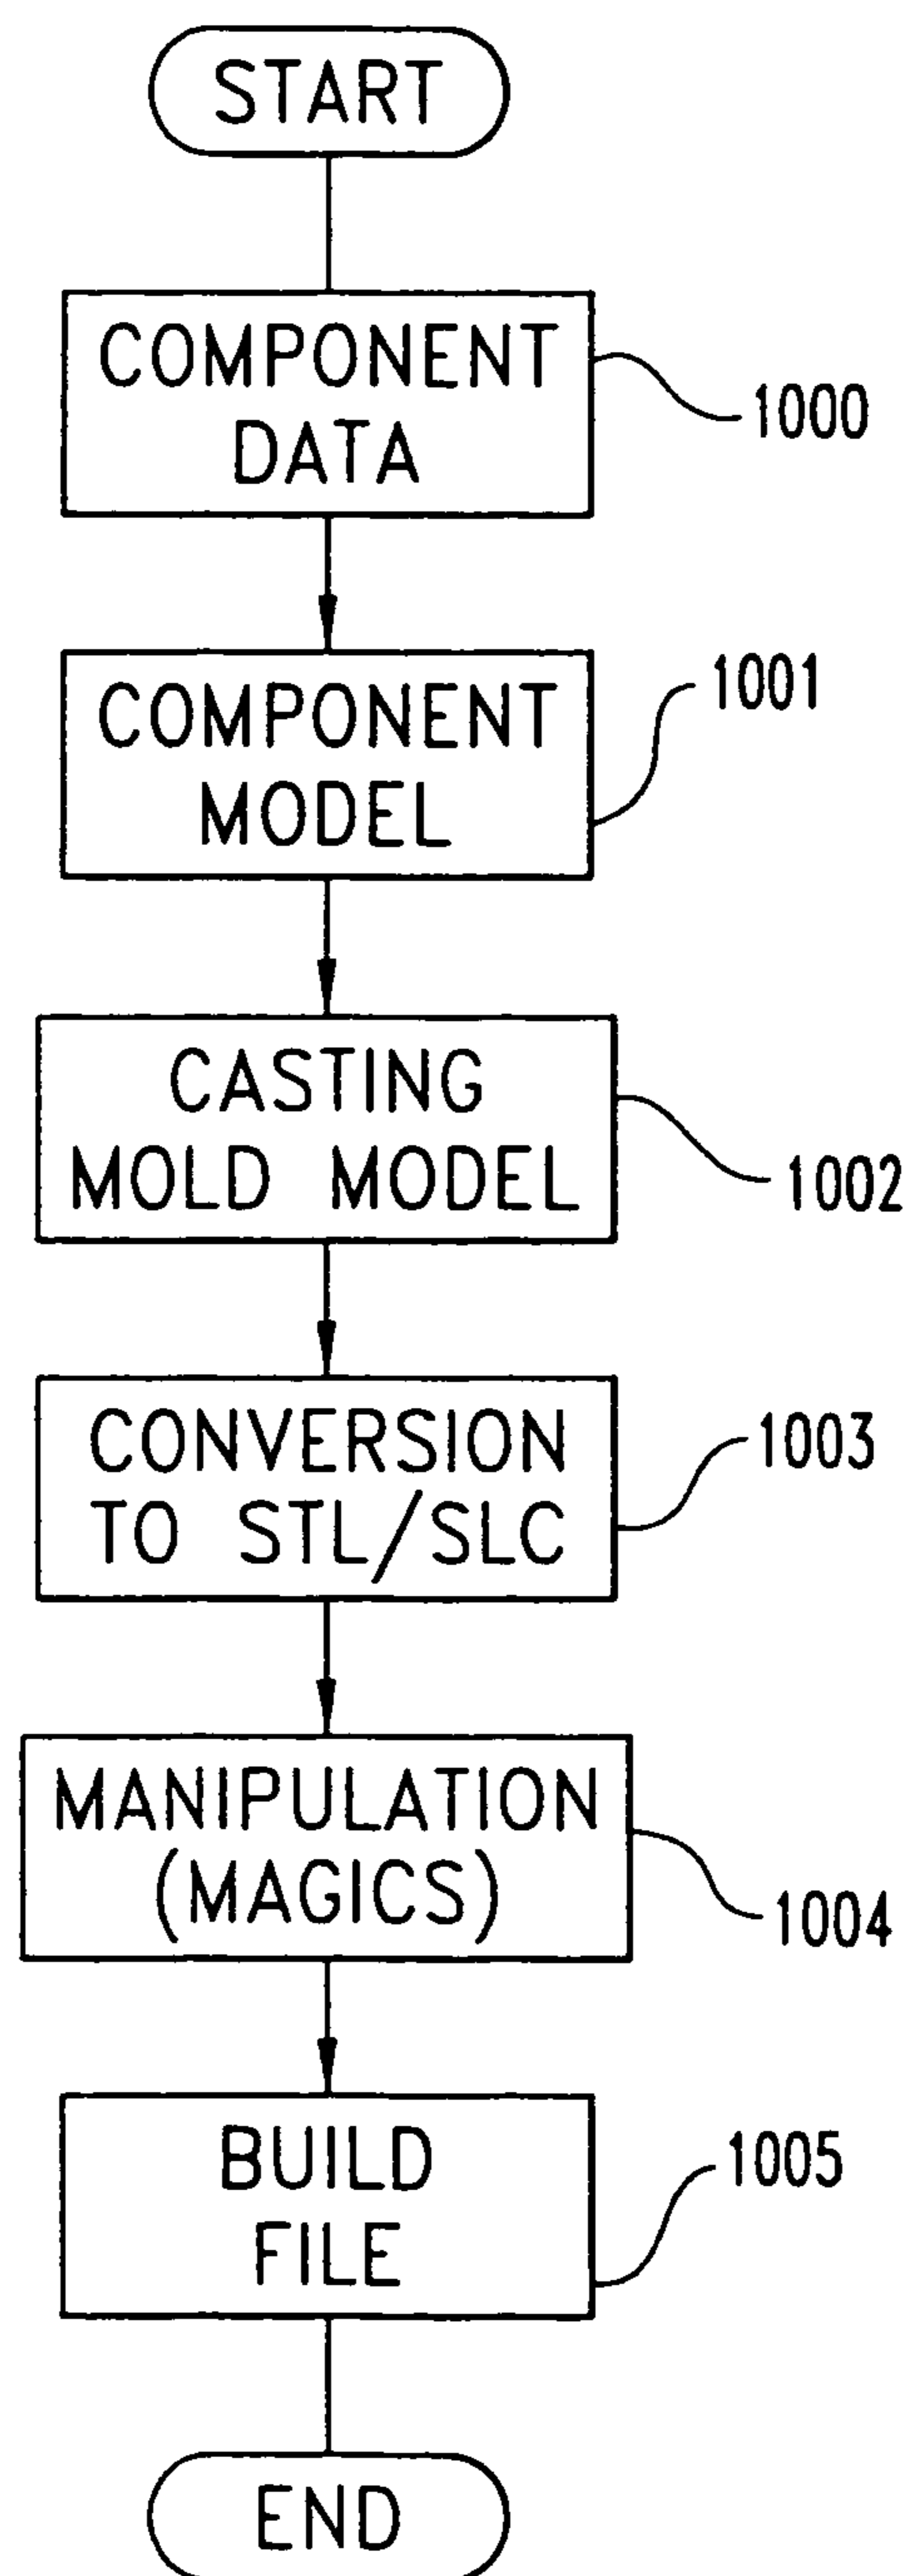 START
COMPONENT
DATA
1000
COMPONENT
MODEL
1001
CASTING
MOLD MODEL
1002
CONVERSION
TO STL/SLC
1003
MANIPULATION
(MAGICS)
1004
BUILD
FILE
1005
END